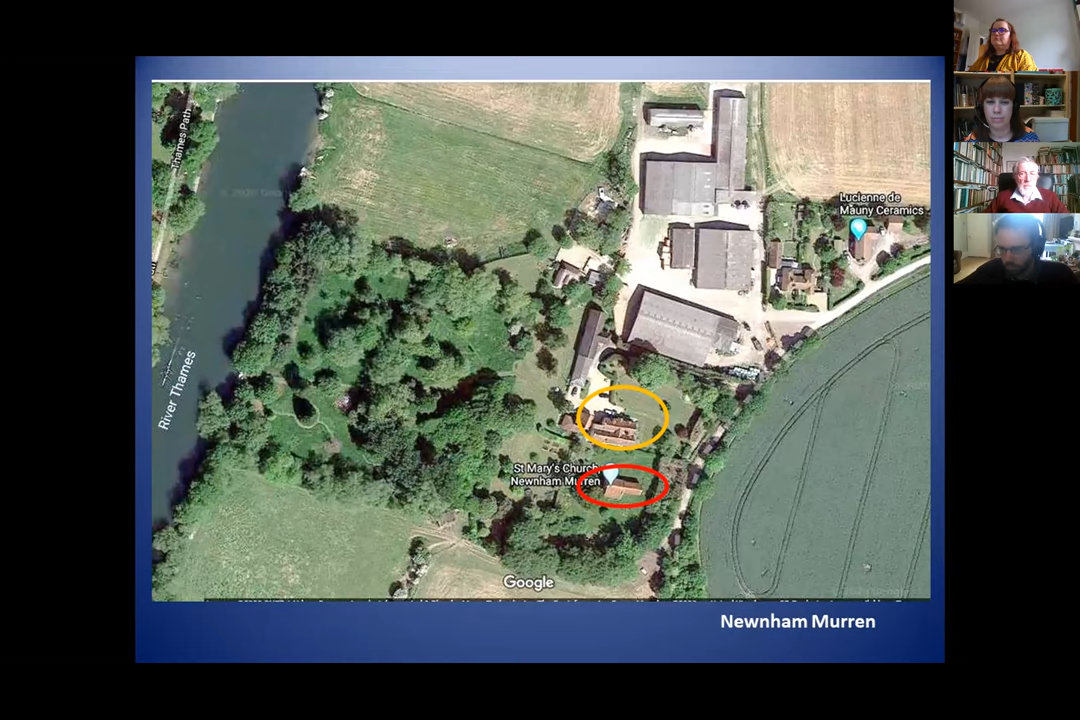 Thames Path
Lucienne de
Mauny Ceramics
River Thames
St Mary's Church,
Newnham Murren
Google
Newnham Murren